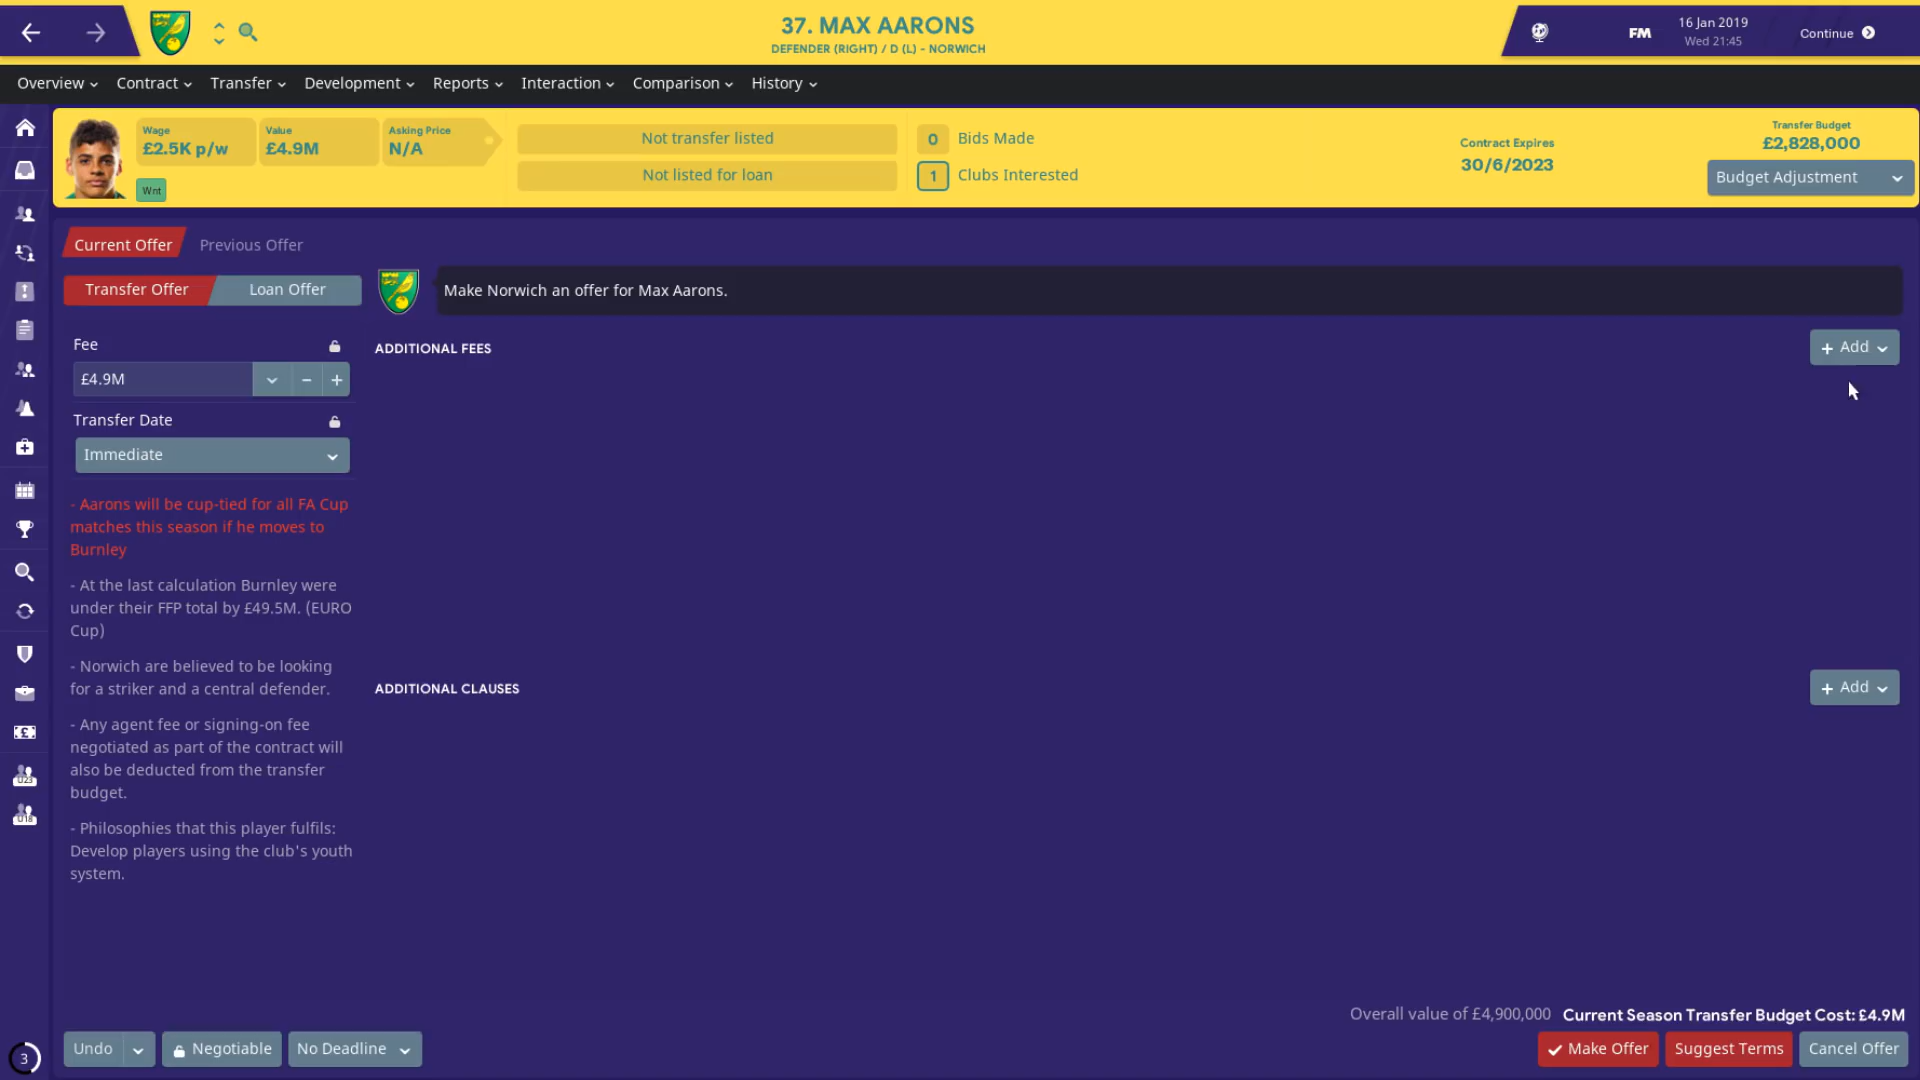 37. MAX AARONS
DEFENDER (RIGHT) / D (L) - NORWICH
FM
16 Jan 2019
Wed 21:45
Continue
Overview
Contract
Transfer
Development
Reports
Interaction
Comparison
History
Wage
£2.5K p/w
Value
£4.9M
Asking Price
N/A
Wnt
Not transfer listed
Not listed for loan
0 Bids Made
1 Clubs Interested
Contract Expires
30/6/2023
Transfer Budget
£2,828,000
Budget Adjustment
Current Offer
Previous Offer
Transfer Offer
Loan Offer
Make Norwich an offer for Max Aarons.
Fee
£4.9M
Transfer Date
Immediate
- Aarons will be cup-tied for all FA Cup
matches this season if he moves to
Burnley
- At the last calculation Burnley were
under their FFP total by £49.5M. (EURO
Cup)
- Norwich are believed to be looking
for a striker and a central defender.
- Any agent fee or signing-on fee
negotiated as part of the contract will
also be deducted from the transfer
budget.
- Philosophies that this player fulfils:
Develop players using the club's youth
system.
ADDITIONAL FEES
+ Add
ADDITIONAL CLAUSES
+ Add
U23
U18
3
Overall value of £4,900,000
Current Season Transfer Budget Cost: £4.9M
Undo
Negotiable
No Deadline
Make Offer
Suggest Terms
Cancel Offer